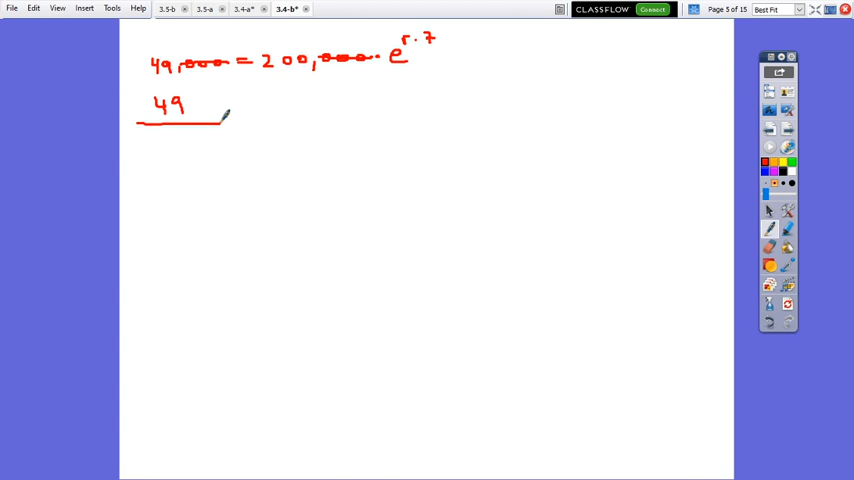 File Edit View Insert Tools Help 3.5-b 3.5-a 3.4-a* 3.4-b* CLASSFLOW Connect Page 5 of 15 Best Fit
49,000 = 200,000 · e^r·7
49